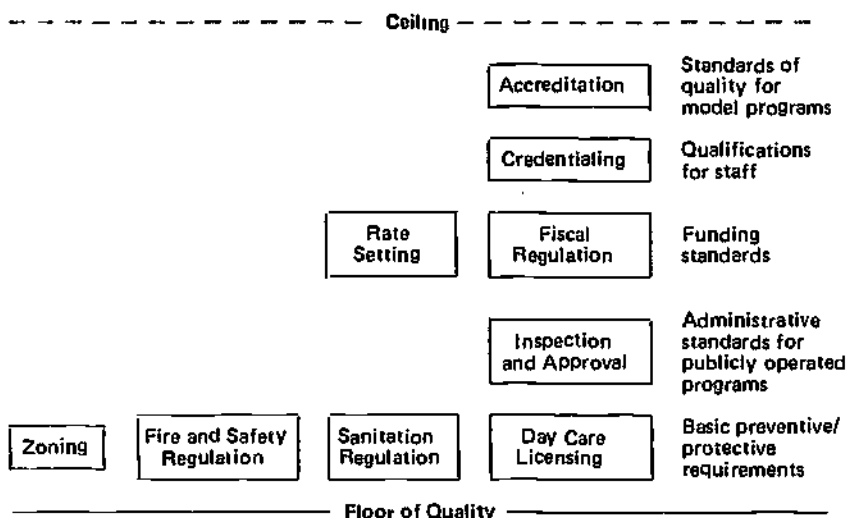 Ceiling
Accreditation
Standards of
quality for
model programs
Credentialing
Qualifications
for staff
Rate
Setting
Fiscal
Regulation
Funding
standards
Inspection
and Approval
Administrative
standards for
publicly operated
programs
Zoning
Fire and Safety
Regulation
Sanitation
Regulation
Day Care
Licensing
Basic preventive/
protective
requirements
Floor of Quality